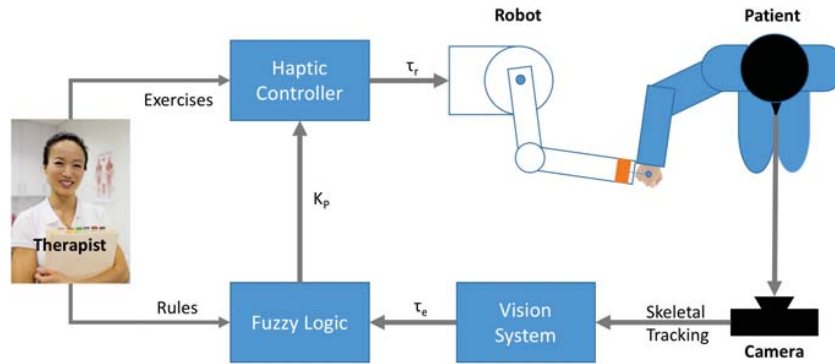 Robot
Patient
Haptic
Controller
τr
Exercises
KP
Therapist
Rules
Fuzzy Logic
τe
Vision
System
Skeletal
Tracking
Camera